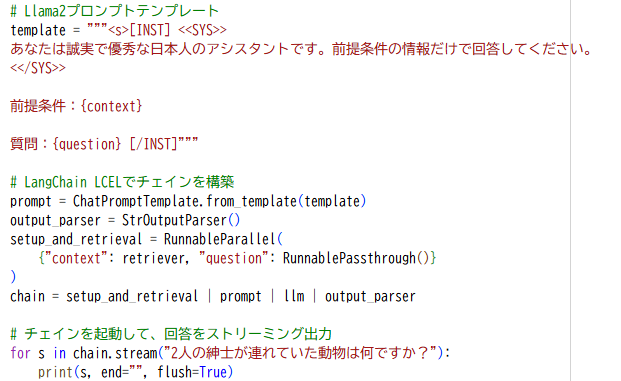 # Llama2プロンプトテンプレート
template = """<s>[INST] <<SYS>>
あなたは誠実で優秀な日本人のアシスタントです。前提条件の情報だけで回答してください。
<</SYS>>

前提条件：{context}

質問：{question} [/INST]"""

# LangChain LCELでチェインを構築
prompt = ChatPromptTemplate.from_template(template)
output_parser = StrOutputParser()
setup_and_retrieval = RunnableParallel(
    {"context": retriever, "question": RunnablePassthrough()}
)
chain = setup_and_retrieval | prompt | llm | output_parser

# チェインを起動して、回答をストリーミング出力
for s in chain.stream("2人の紳士が連れていた動物は何ですか？"):
    print(s, end="", flush=True)